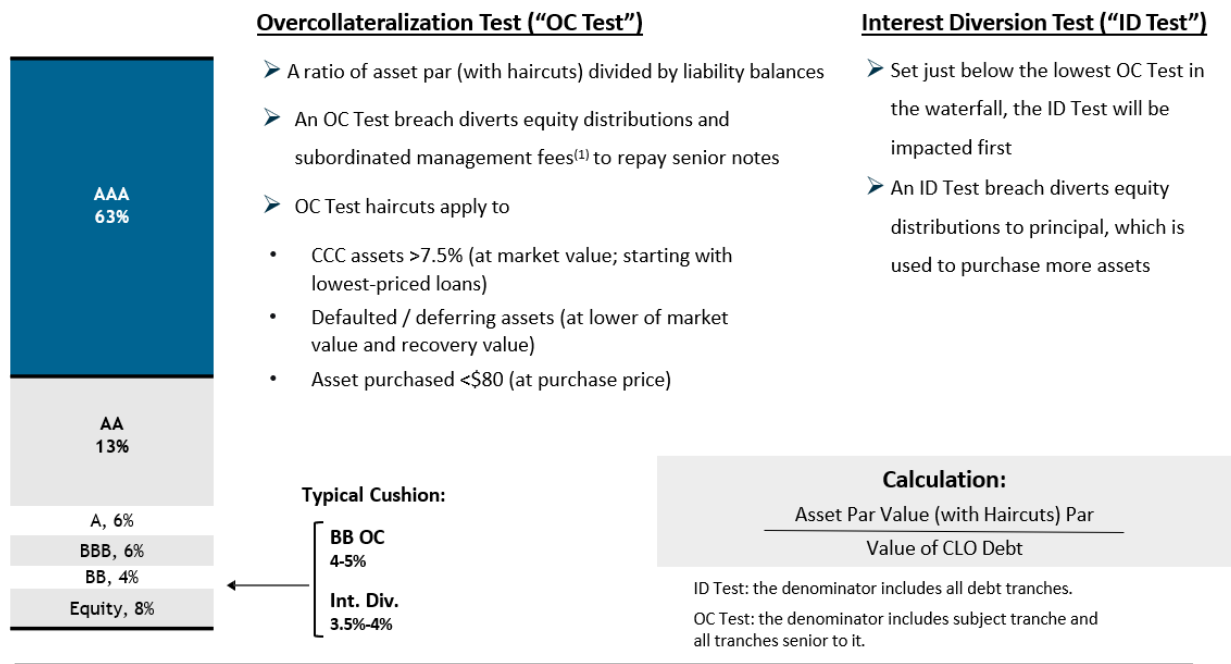 Overcollateralization Test (“OC Test”)
➢ A ratio of asset par (with haircuts) divided by liability balances
➢ An OC Test breach diverts equity distributions and
subordinated management fees(1) to repay senior notes
➢ OC Test haircuts apply to
• CCC assets >7.5% (at market value; starting with
lowest-priced loans)
• Defaulted / deferring assets (at lower of market
value and recovery value)
• Asset purchased <$80 (at purchase price)
Interest Diversion Test (“ID Test”)
➢ Set just below the lowest OC Test in
the waterfall, the ID Test will be
impacted first
➢ An ID Test breach diverts equity
distributions to principal, which is
used to purchase more assets
AAA
63%
AA
13%
A, 6%
BBB, 6%
BB, 4%
Equity, 8%
Typical Cushion:
BB OC
4-5%
Int. Div.
3.5%-4%
Calculation:
Asset Par Value (with Haircuts) Par
Value of CLO Debt
ID Test: the denominator includes all debt tranches.
OC Test: the denominator includes subject tranche and
all tranches senior to it.